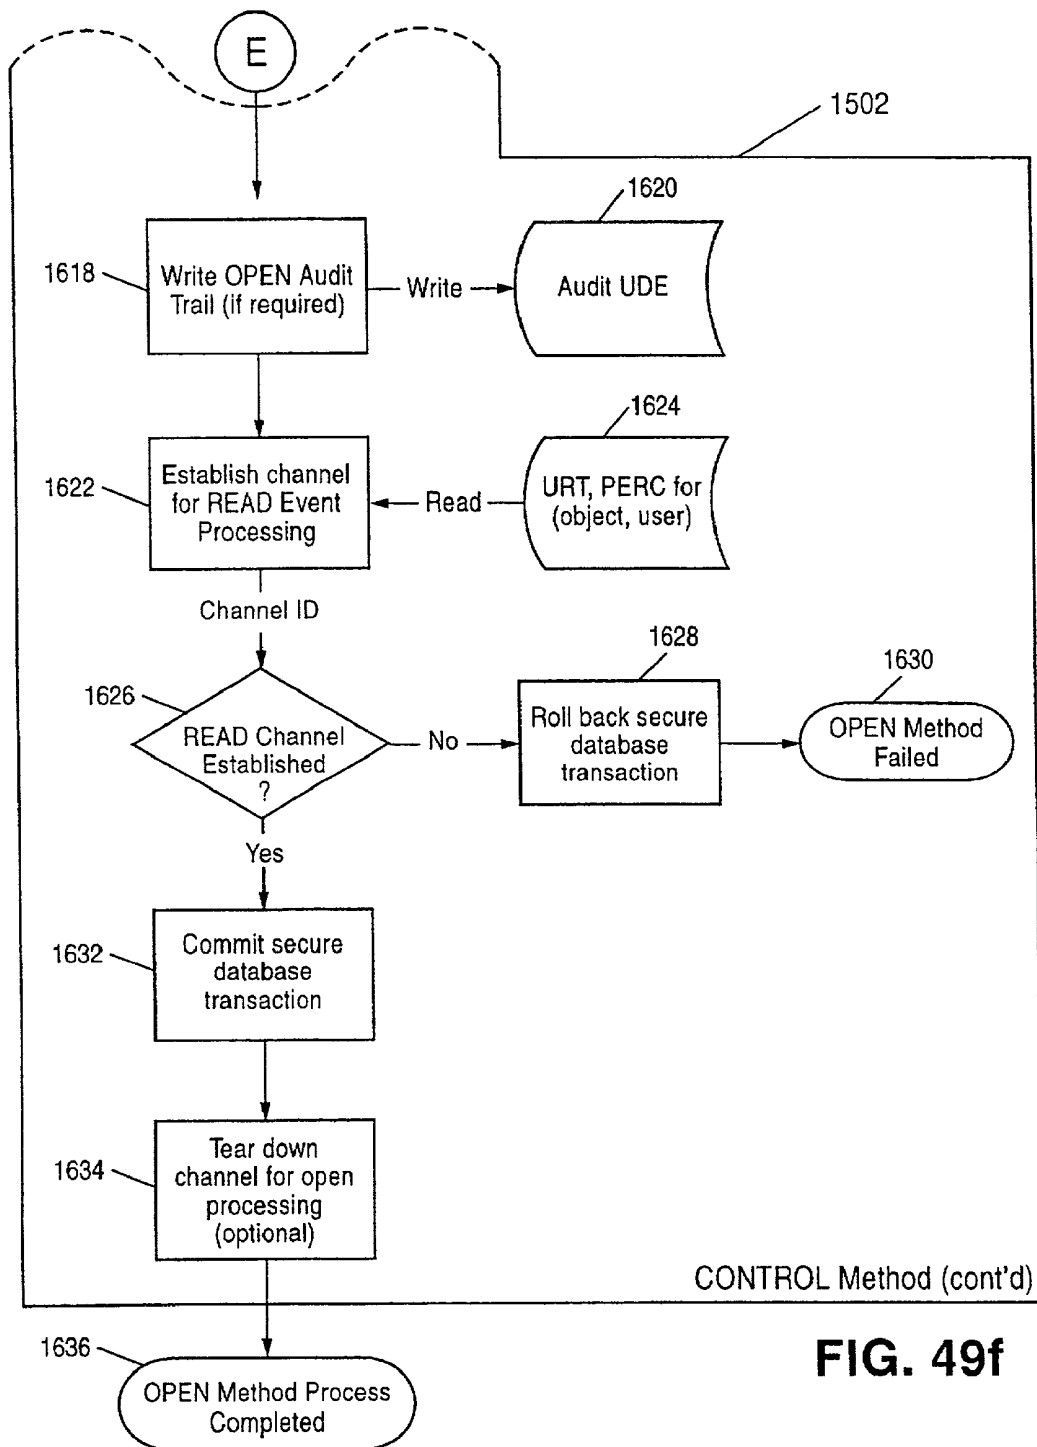 E
1502
1620
1618
Write OPEN Audit
Trail (if required)
Write
Audit UDE
1624
1622
Establish channel
for READ Event
Processing
Read
URT, PERC for
(object, user)
Channel ID
1628
1630
1626
READ Channel
Established
?
No
Roll back secure
database
transaction
OPEN Method
Failed
Yes
1632
Commit secure
database
transaction
1634
Tear down
channel for open
processing
(optional)
CONTROL Method (cont'd)
1636
OPEN Method Process
Completed
FIG. 49f